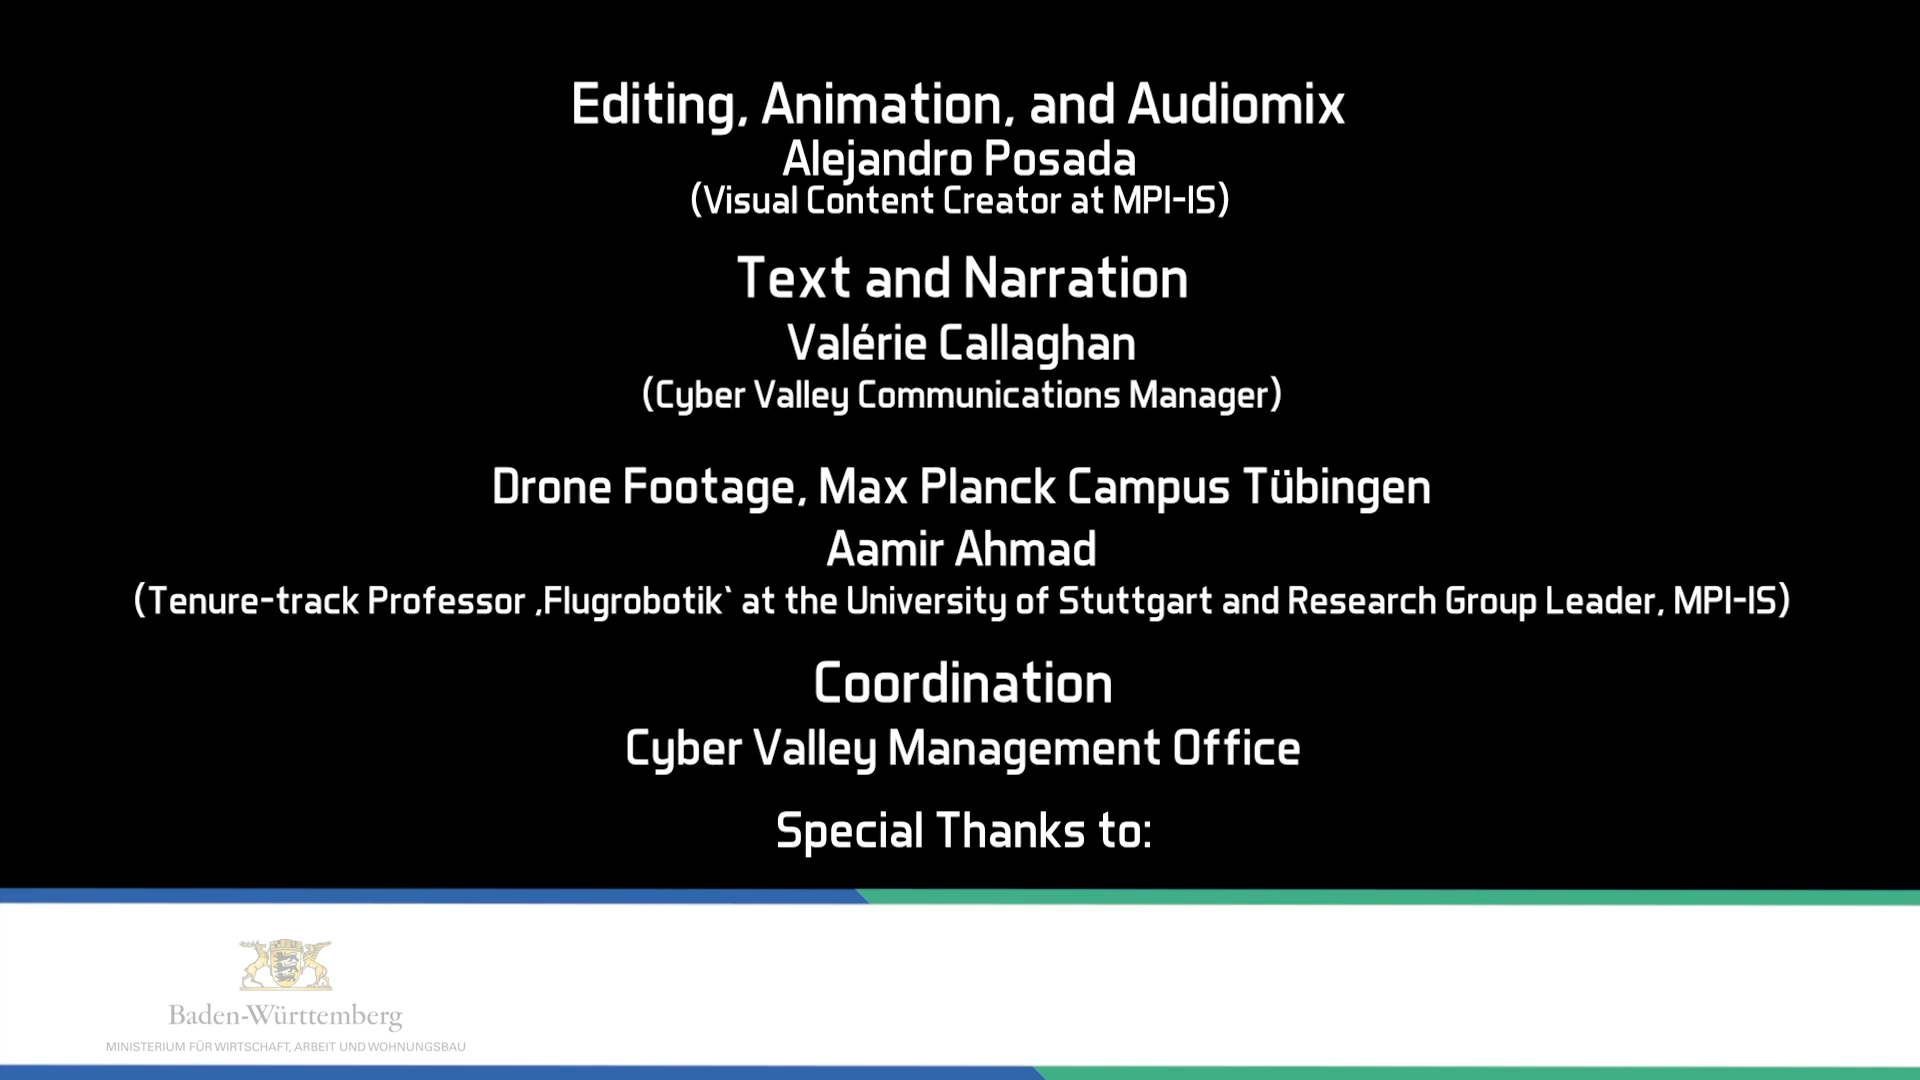 Editing, Animation, and Audiomix
Alejandro Posada
(Visual Content Creator at MPI-IS)
Text and Narration
Valérie Callaghan
(Cyber Valley Communications Manager)
Drone Footage, Max Planck Campus Tübingen
Aamir Ahmad
(Tenure-track Professor ‚Flugrobotik‘ at the University of Stuttgart and Research Group Leader, MPI-IS)
Coordination
Cyber Valley Management Office
Special Thanks to:
Baden-Württemberg
MINISTERIUM FÜR WIRTSCHAFT, ARBEIT UND WOHNUNGSBAU